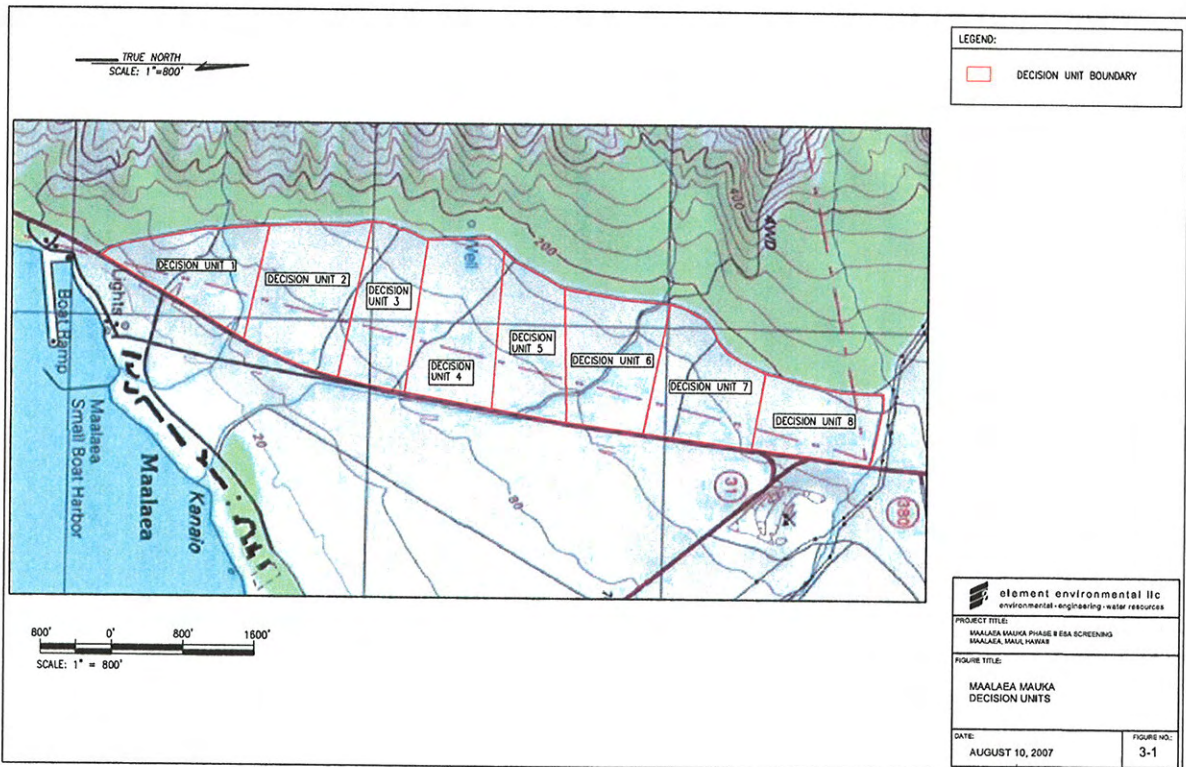 TRUE NORTH
SCALE: 1"=800'
LEGEND:
DECISION UNIT BOUNDARY
DECISION UNIT 1
DECISION UNIT 2
DECISION
UNIT 3
DECISION
UNIT 4
DECISION
UNIT 5
DECISION UNIT 6
DECISION UNIT 7
DECISION UNIT 8
Well
200
400
4WD
Lights
Boat Ramp
Maalaea
Small Boat Harbor
Maalaea
Kanaio
20
80
31
380
7
800' 0' 800' 1600'
SCALE: 1" = 800'
element environmental llc
environmental - engineering - water resources
PROJECT TITLE:
MAALAEA MAUKA PHASE II ESA SCREENING
MAALAEA, MAUI, HAWAII
FIGURE TITLE:
MAALAEA MAUKA
DECISION UNITS
DATE:
AUGUST 10, 2007
FIGURE NO.:
3-1